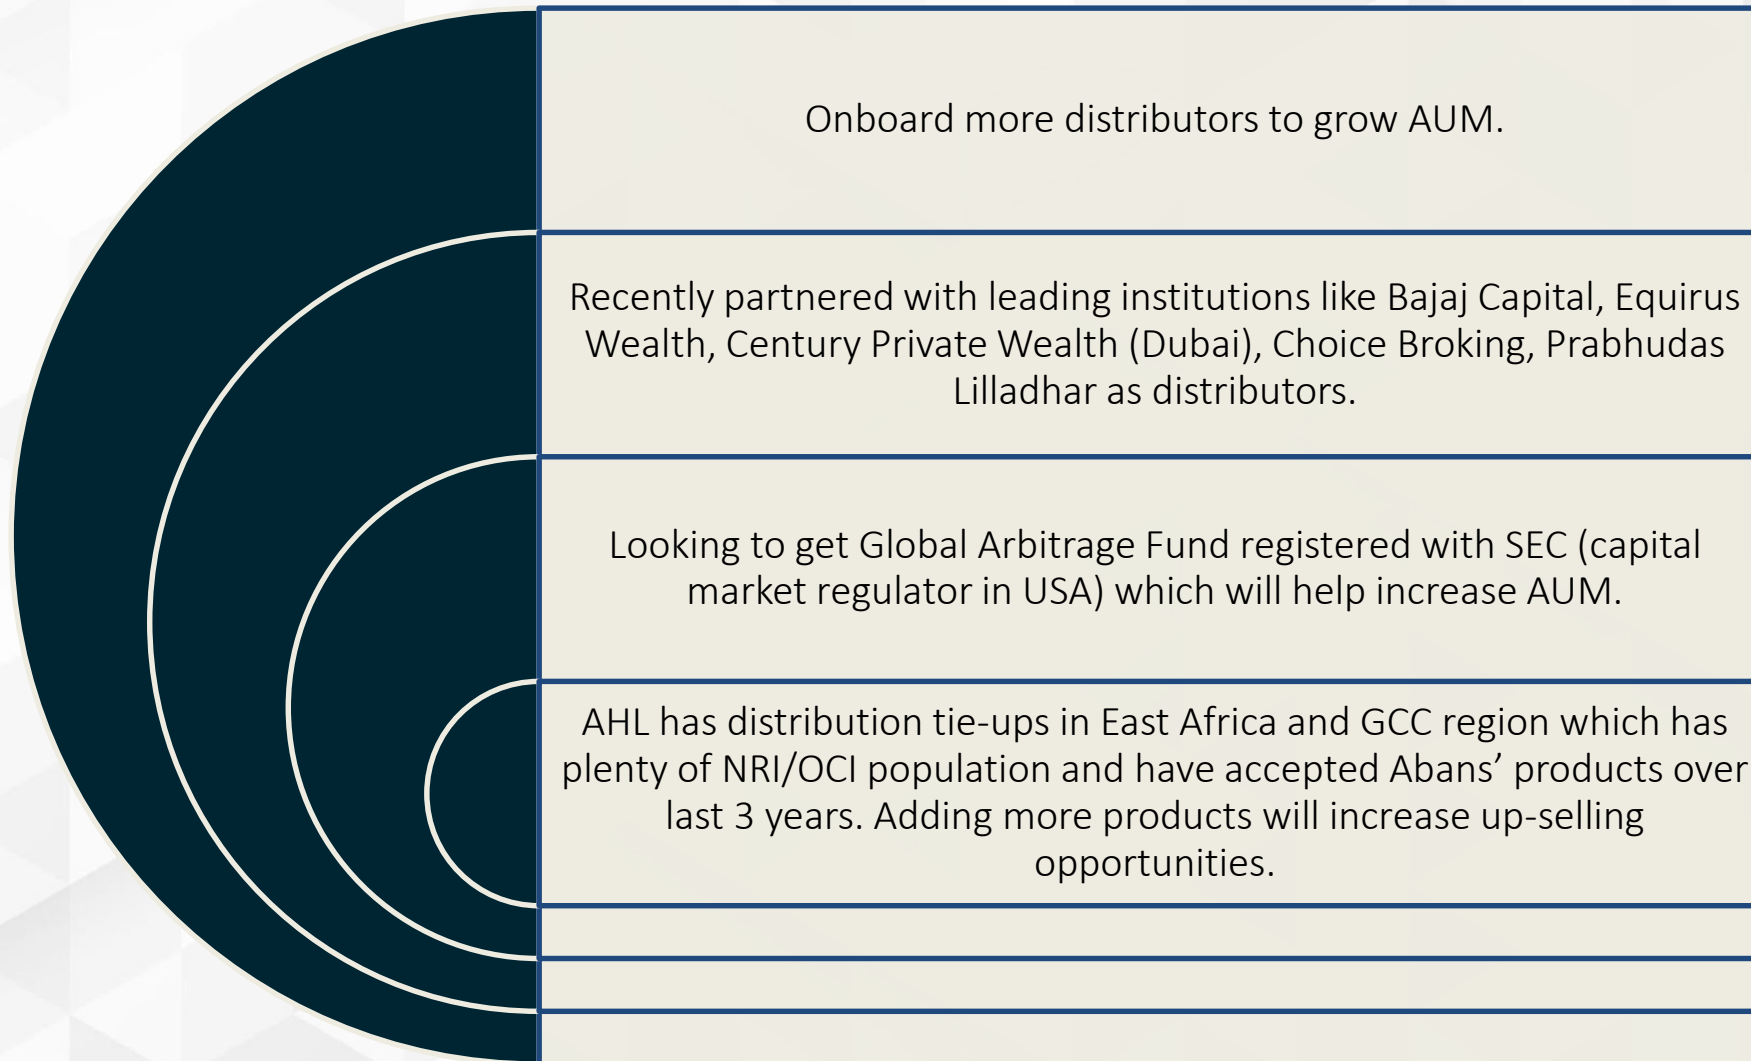 Onboard more distributors to grow AUM.
Recently partnered with leading institutions like Bajaj Capital, Equirus
Wealth, Century Private Wealth (Dubai), Choice Broking, Prabhudas
Lilladhar as distributors.
Looking to get Global Arbitrage Fund registered with SEC (capital
market regulator in USA) which will help increase AUM.
AHL has distribution tie-ups in East Africa and GCC region which has
plenty of NRI/OCI population and have accepted Abans’ products over
last 3 years. Adding more products will increase up-selling
opportunities.